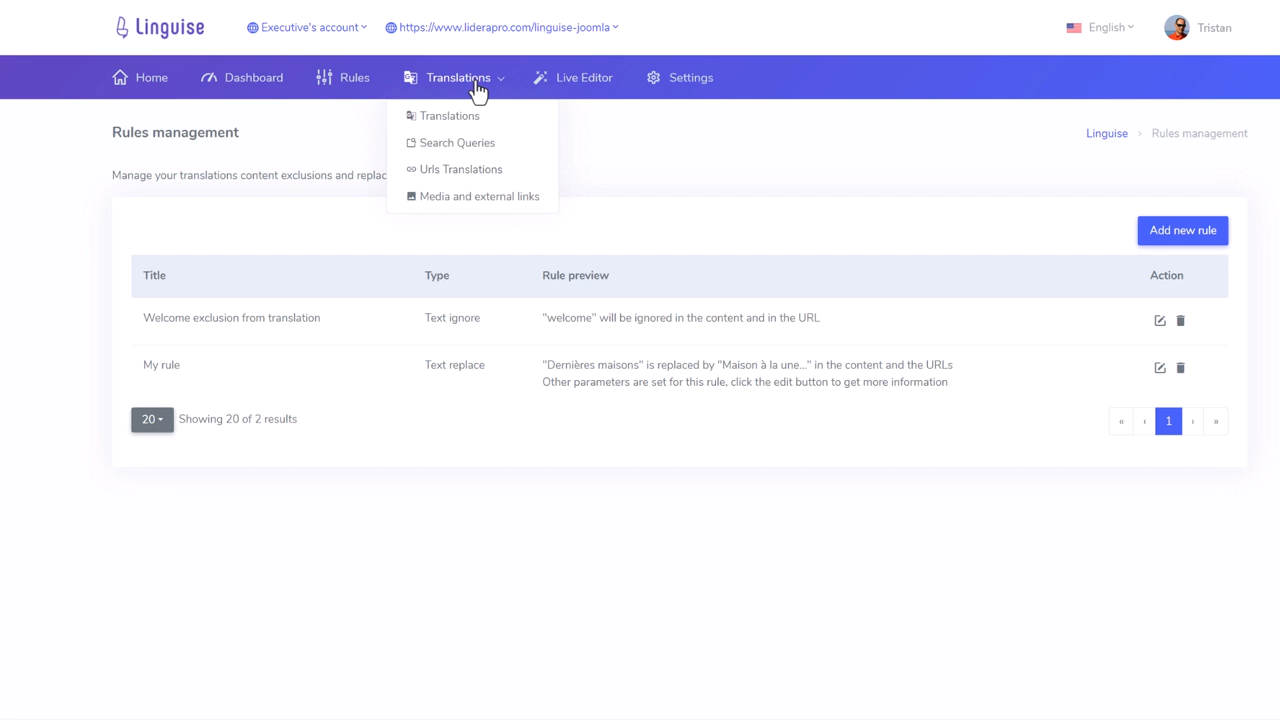 Linguise
Executive's account
https://www.liderapro.com/linguise-joomla
English
Tristan
Home
Dashboard
Rules
Translations
Live Editor
Settings
Translations
Search Queries
Urls Translations
Media and external links
Rules management
Linguise > Rules management
Manage your translations content exclusions and replac
Add new rule
Title Type Rule preview Action
Welcome exclusion from translation Text ignore "welcome" will be ignored in the content and in the URL
My rule Text replace "Dernières maisons" is replaced by "Maison à la une..." in the content and the URLs
Other parameters are set for this rule, click the edit button to get more information
20 Showing 20 of 2 results
« ‹ 1 › »